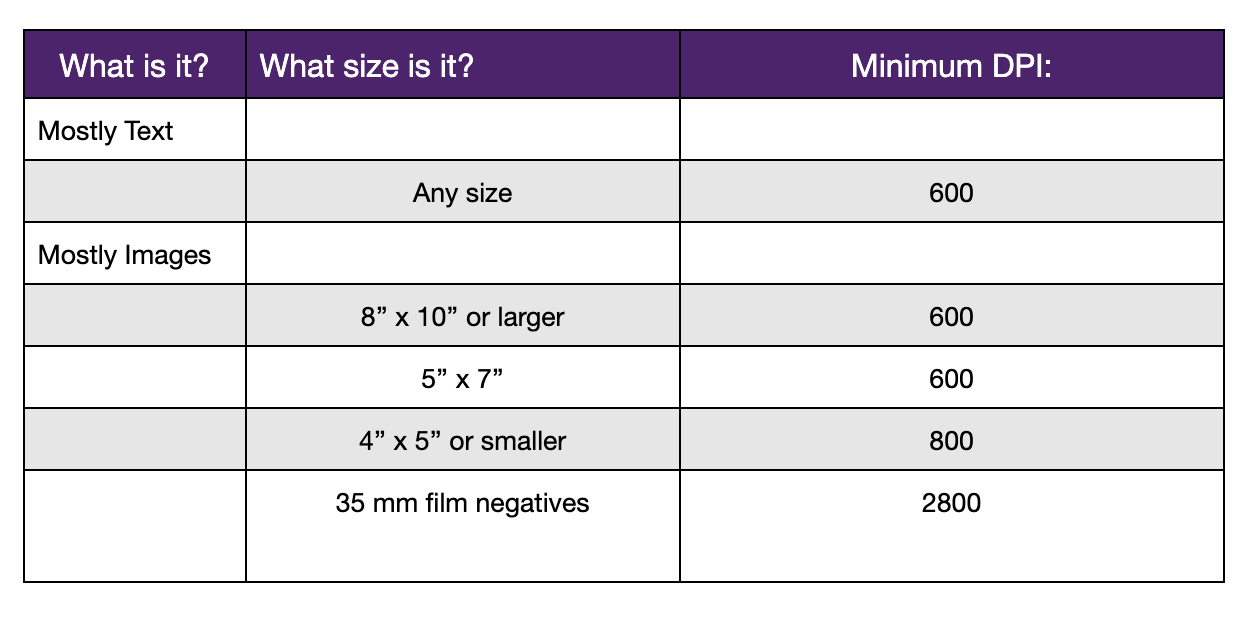 What is it? What size is it? Minimum DPI:
Mostly Text
Any size 600
Mostly Images
8” x 10” or larger 600
5” x 7” 600
4” x 5” or smaller 800
35 mm film negatives 2800